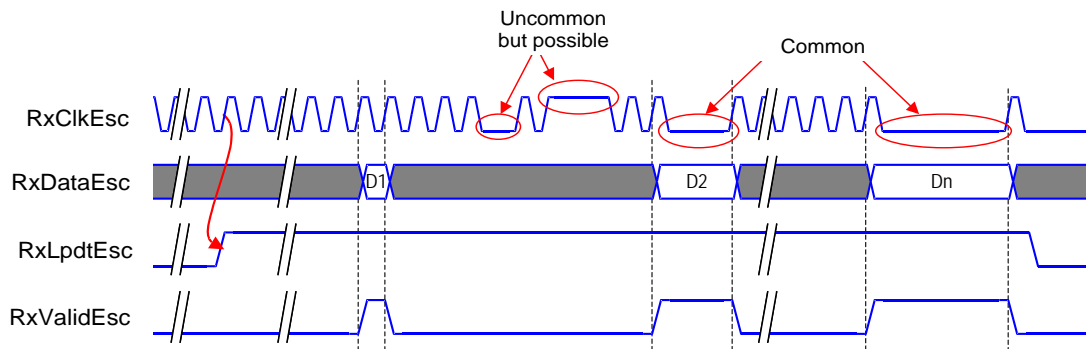 Uncommon
but possible
Common
RxClkEsc
RxDataEsc
D1
D2
Dn
RxLpdtEsc
RxValidEsc